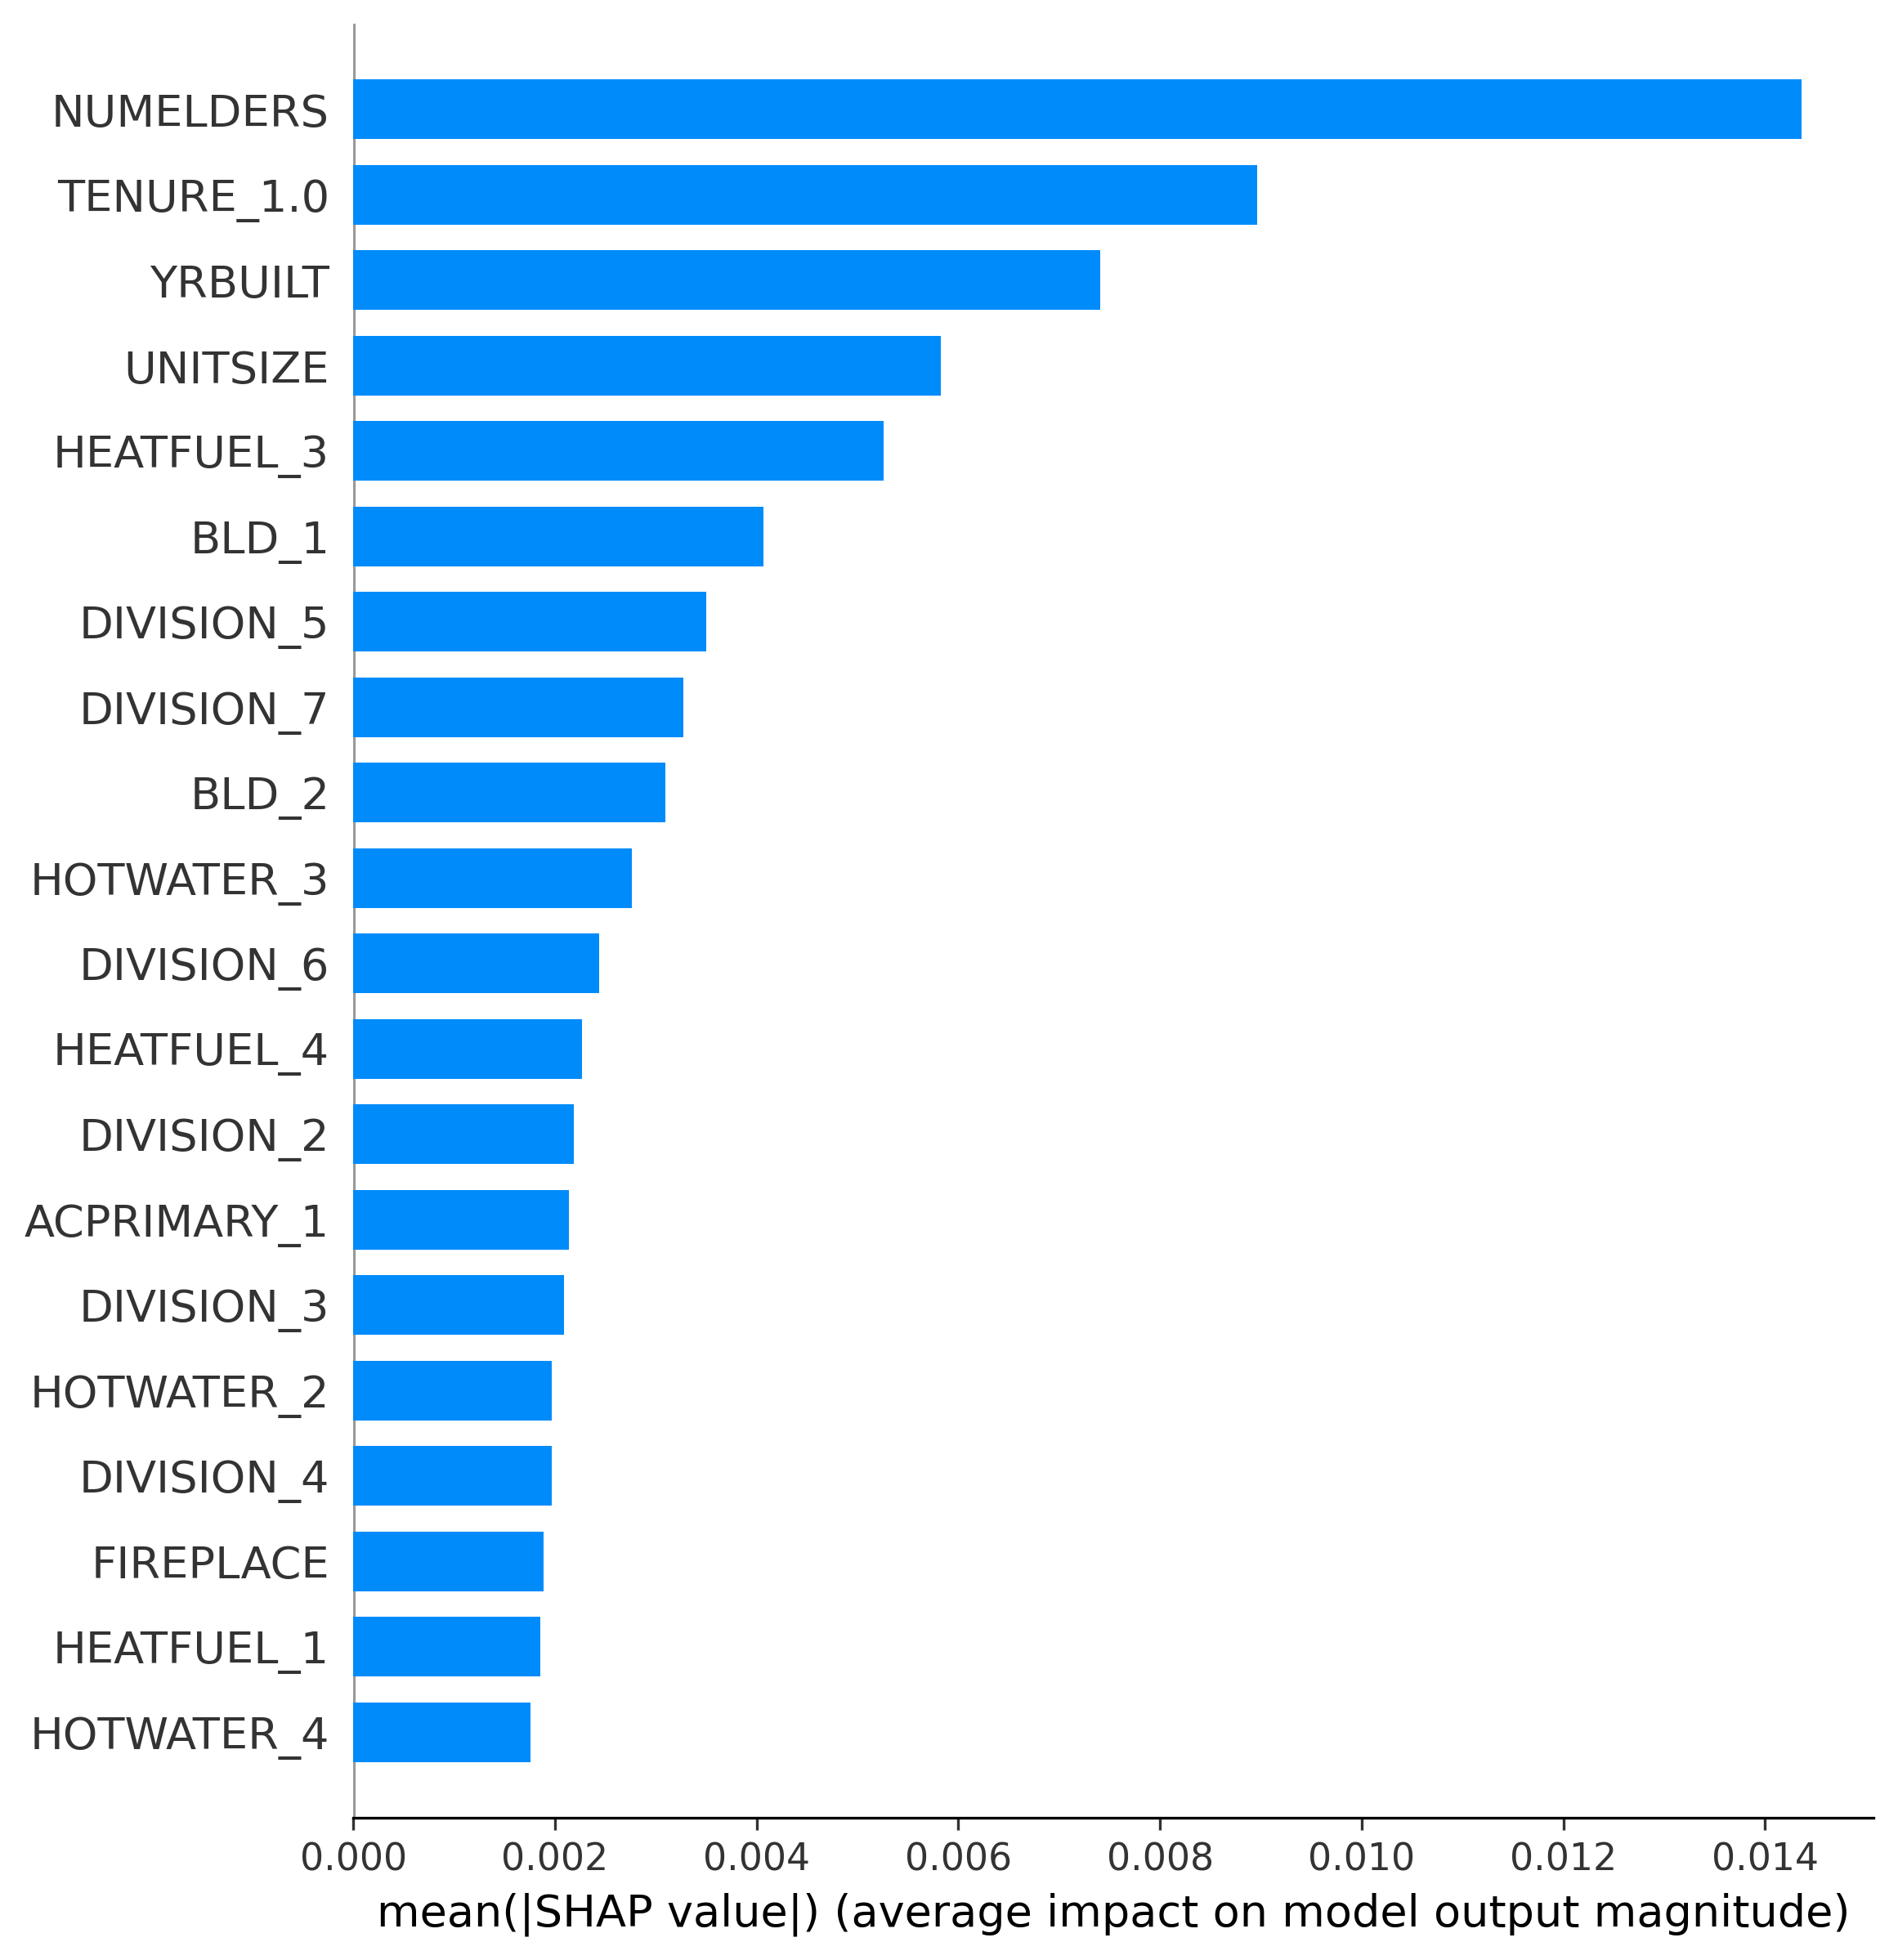 NUMELDERS
TENURE_1.0
YRBUILT
UNITSIZE
HEATFUEL_3
BLD_1
DIVISION_5
DIVISION_7
BLD_2
HOTWATER_3
DIVISION_6
HEATFUEL_4
DIVISION_2
ACPRIMARY_1
DIVISION_3
HOTWATER_2
DIVISION_4
FIREPLACE
HEATFUEL_1
HOTWATER_4
0.000 0.002 0.004 0.006 0.008 0.010 0.012 0.014
mean(|SHAP value|) (average impact on model output magnitude)